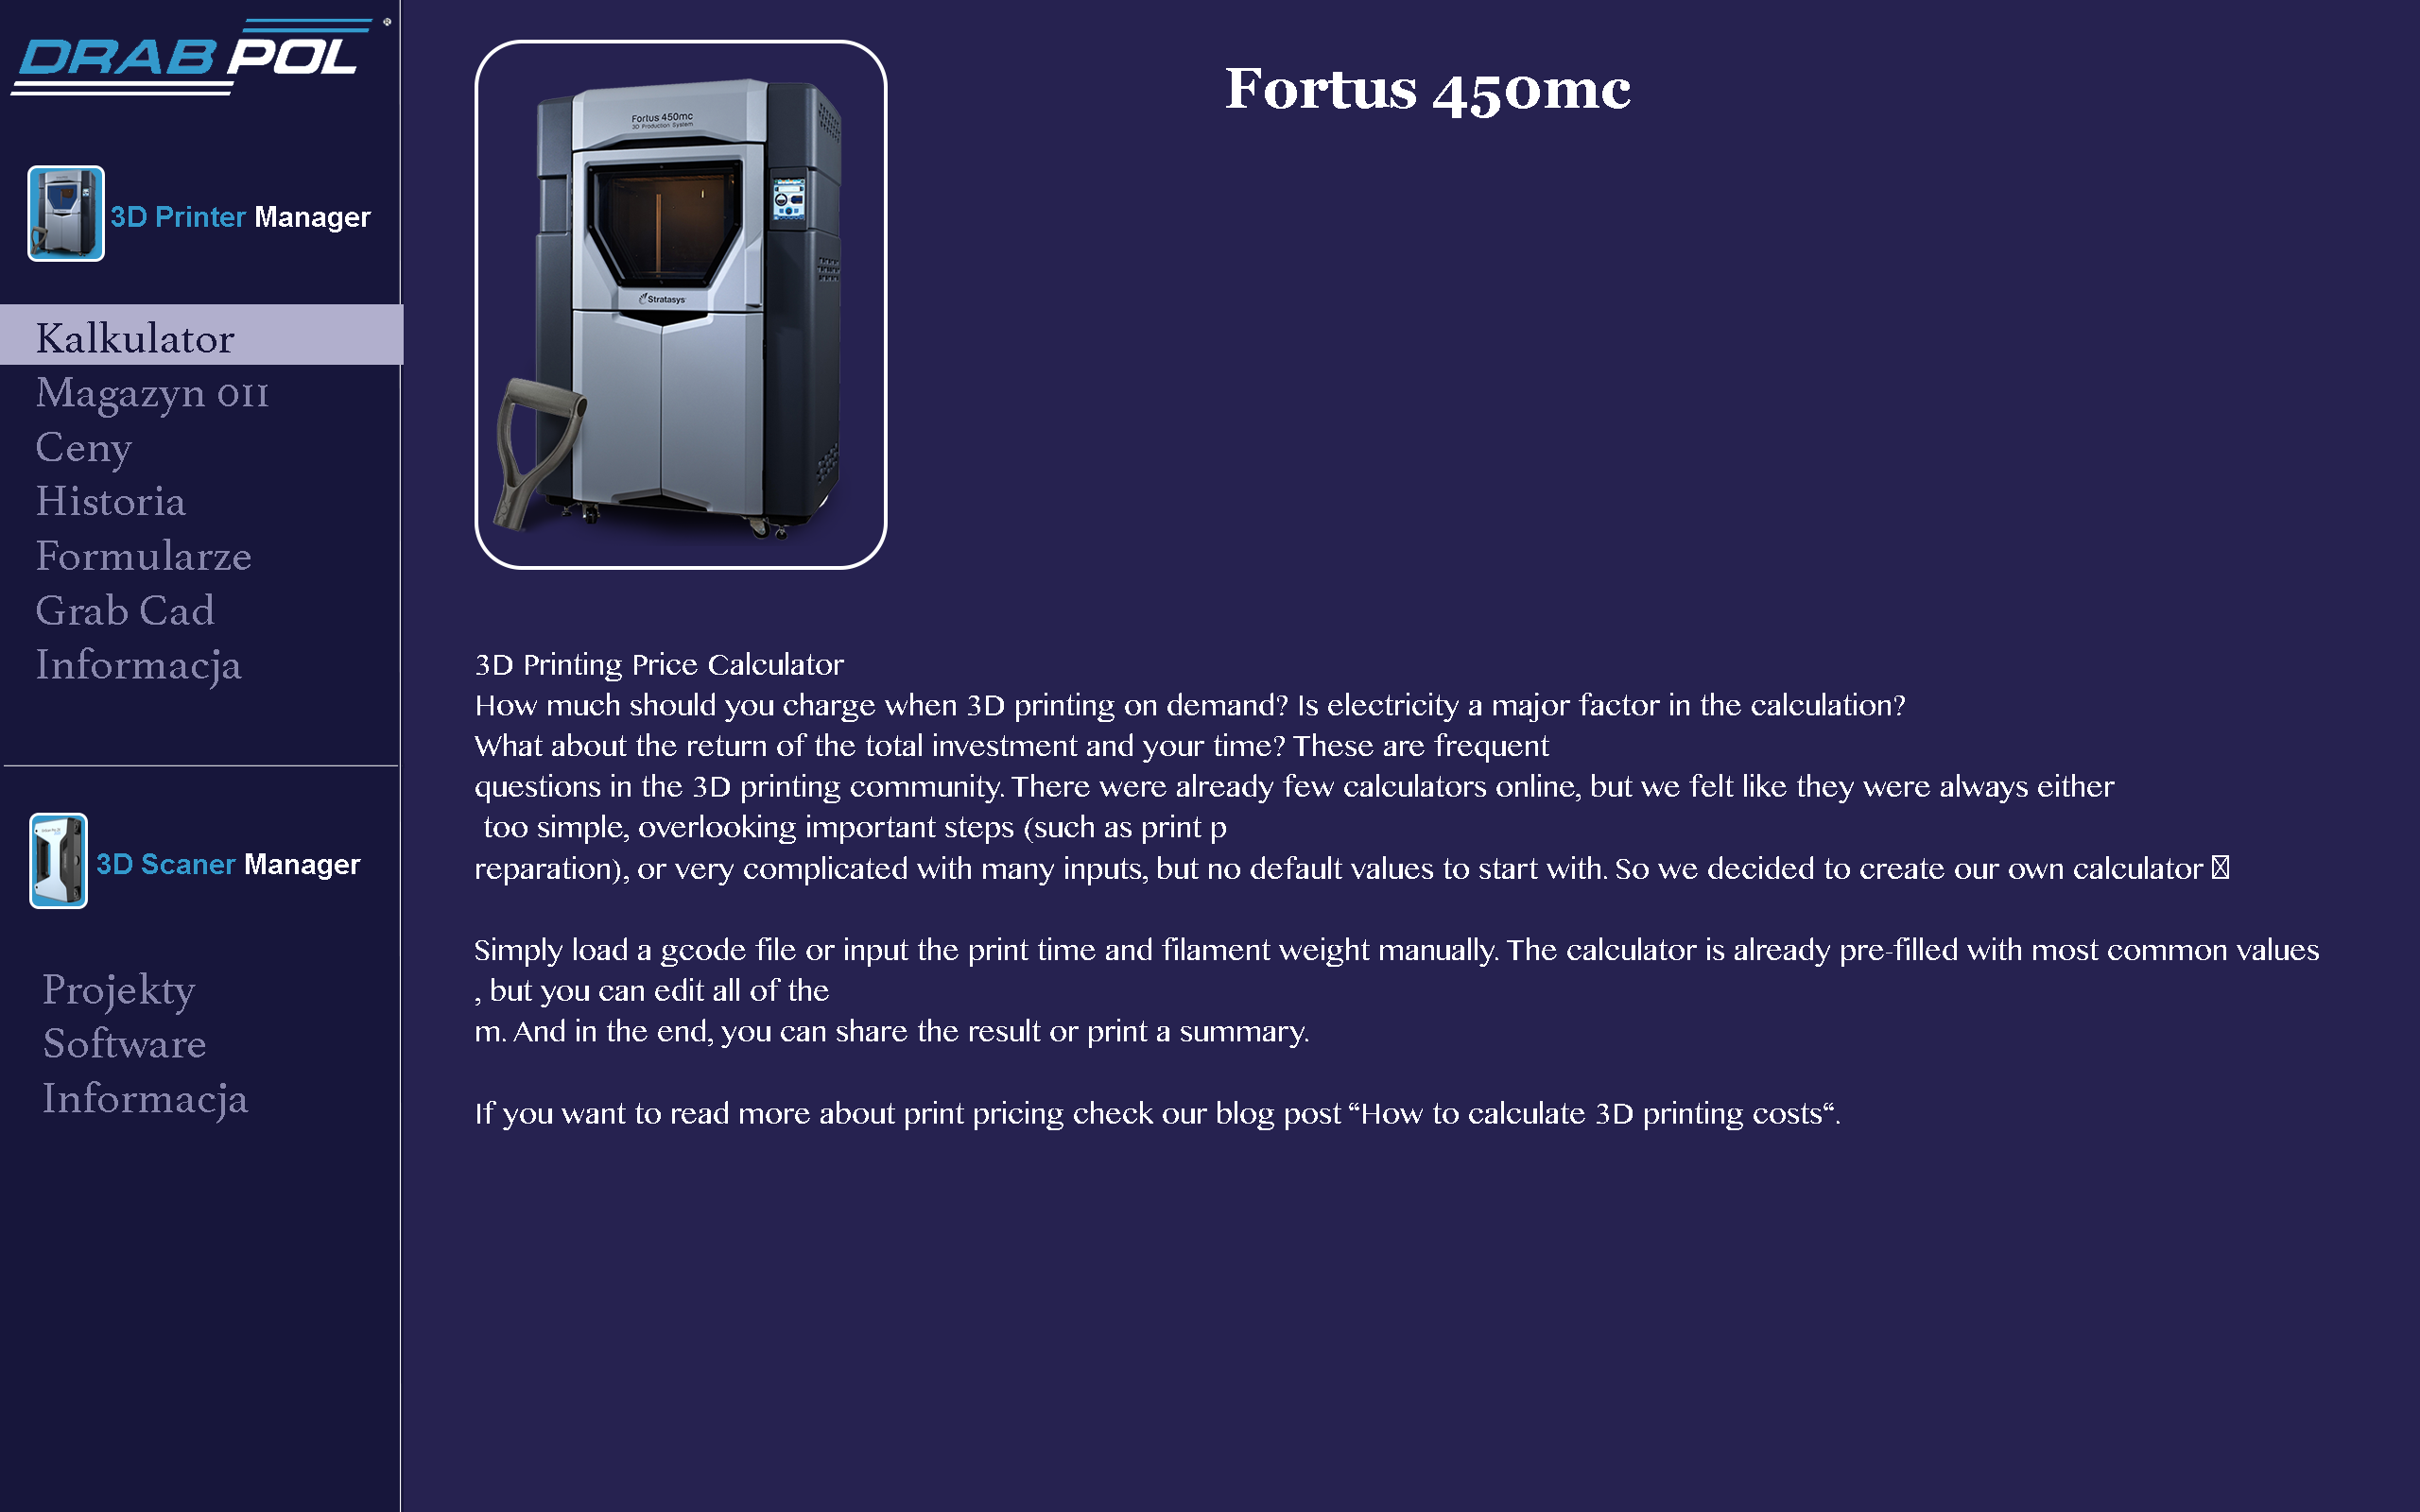 DRABPOL ®
3D Printer Manager
Kalkulator
Magazyn 011
Ceny
Historia
Formularze
Grab Cad
Informacja
3D Scaner Manager
Projekty
Software
Informacja
Fortus 450mc
Fortus 450mc
3D Production System
Stratasys
3D Printing Price Calculator
How much should you charge when 3D printing on demand? Is electricity a major factor in the calculation?
What about the return of the total investment and your time? These are frequent
questions in the 3D printing community. There were already few calculators online, but we felt like they were always either
too simple, overlooking important steps (such as print p
reparation), or very complicated with many inputs, but no default values to start with. So we decided to create our own calculator
Simply load a gcode file or input the print time and filament weight manually. The calculator is already pre-filled with most common values
, but you can edit all of the
m. And in the end, you can share the result or print a summary.
If you want to read more about print pricing check our blog post “How to calculate 3D printing costs“.